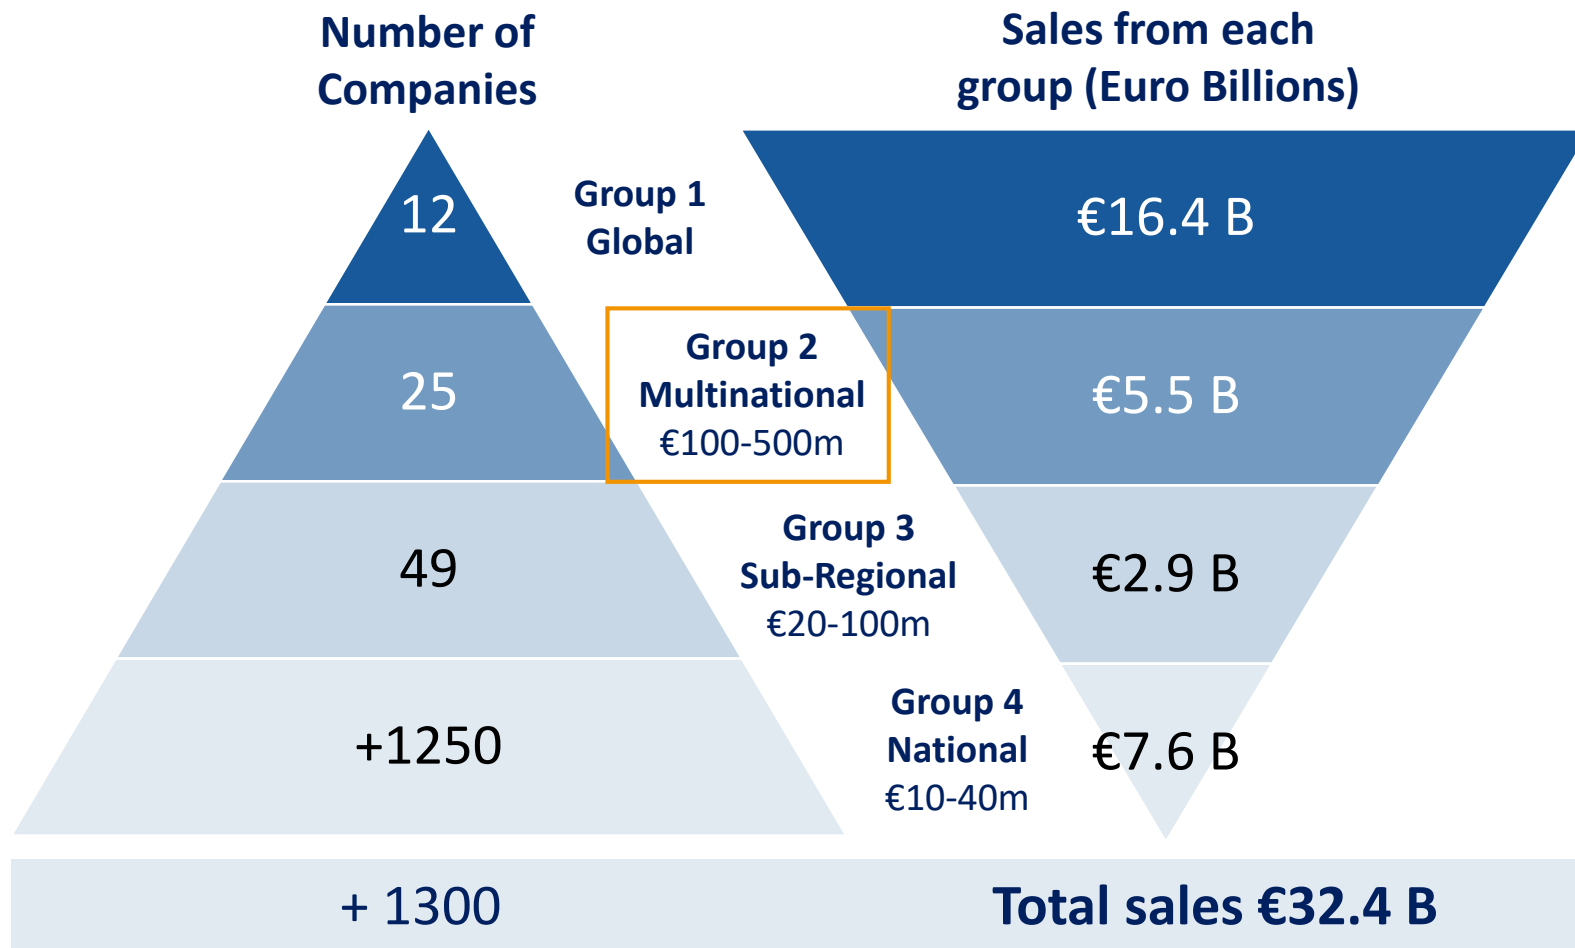 Number of
Companies
Sales from each
group (Euro Billions)
12
Group 1
Global
€16.4 B
25
Group 2
Multinational
€100-500m
€5.5 B
49
Group 3
Sub-Regional
€20-100m
€2.9 B
+1250
Group 4
National
€10-40m
€7.6 B
+ 1300
Total sales €32.4 B